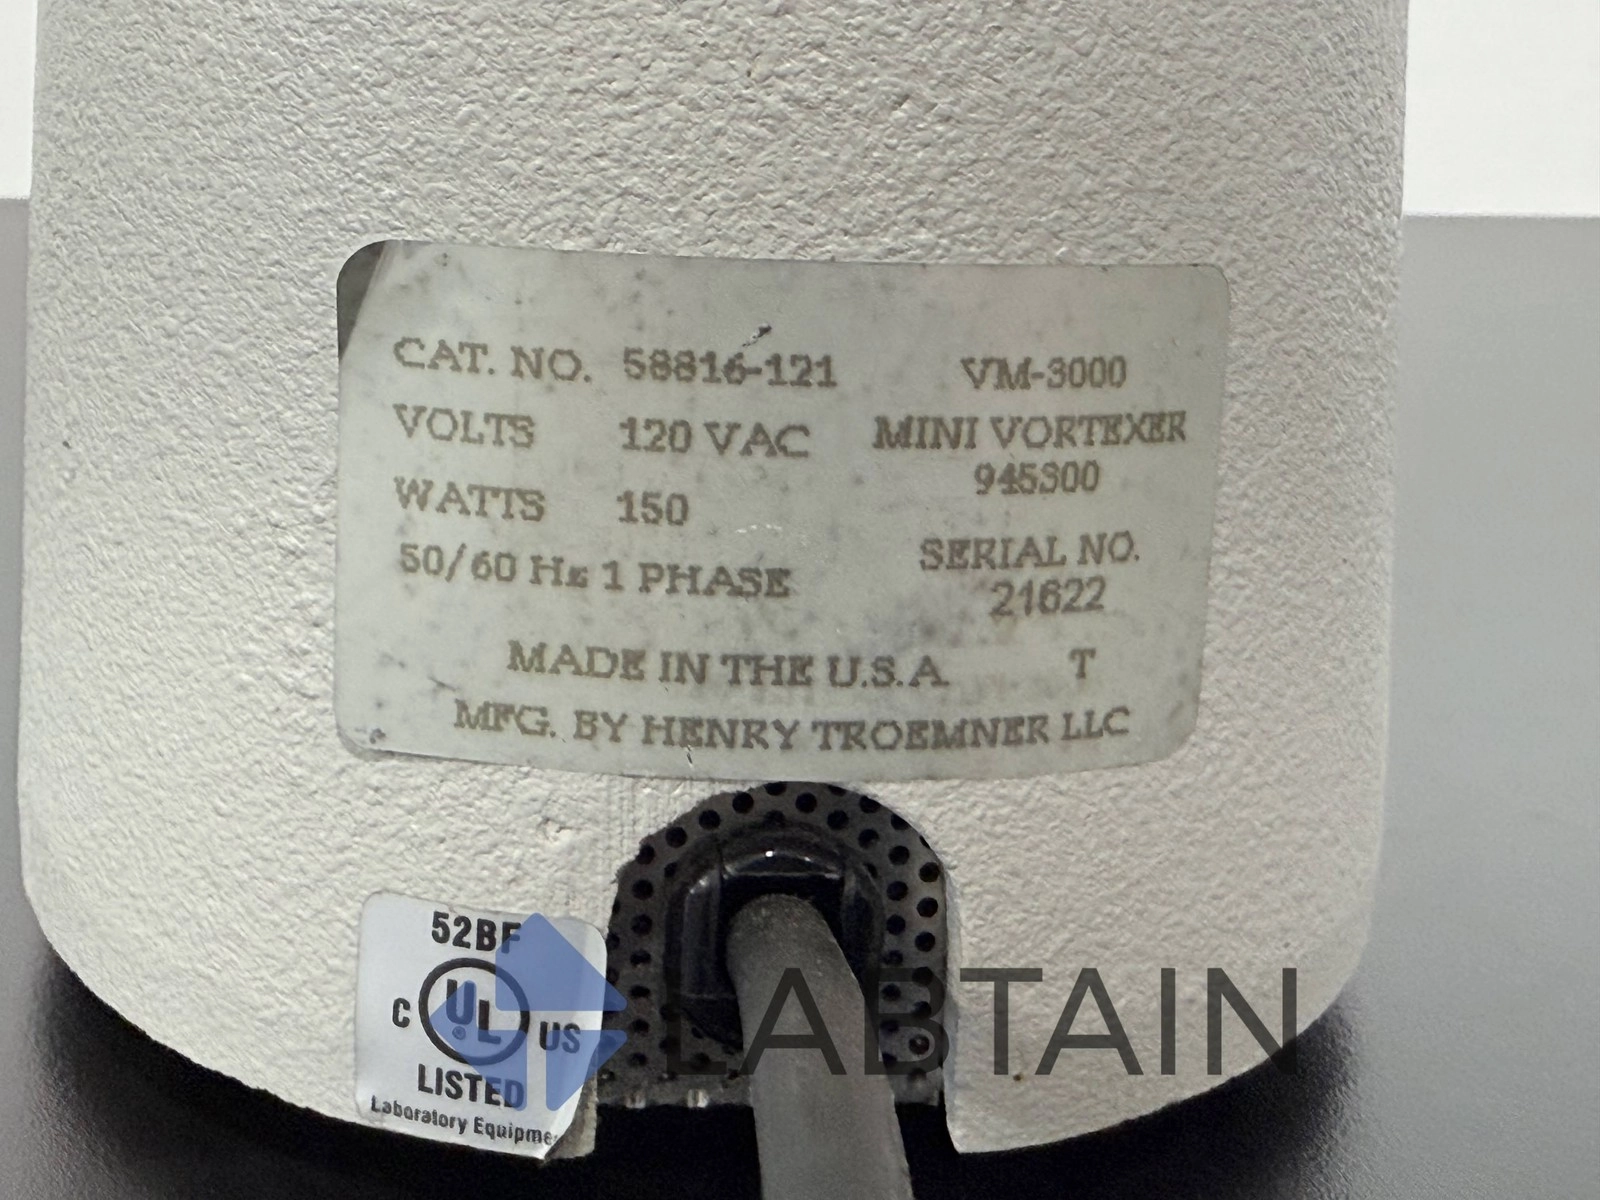 CAT. NO. 58816-121
VOLTS 120 VAC
WATTS 150
50/60 Hz 1 PHASE
VM-3000
MINI VORTEXER
945300
SERIAL NO.
21622
MADE IN THE U.S.A. T
MFG. BY HENRY TROEMNER LLC
52BF
C UL US
LISTED
Laboratory Equipme
LABTAIN